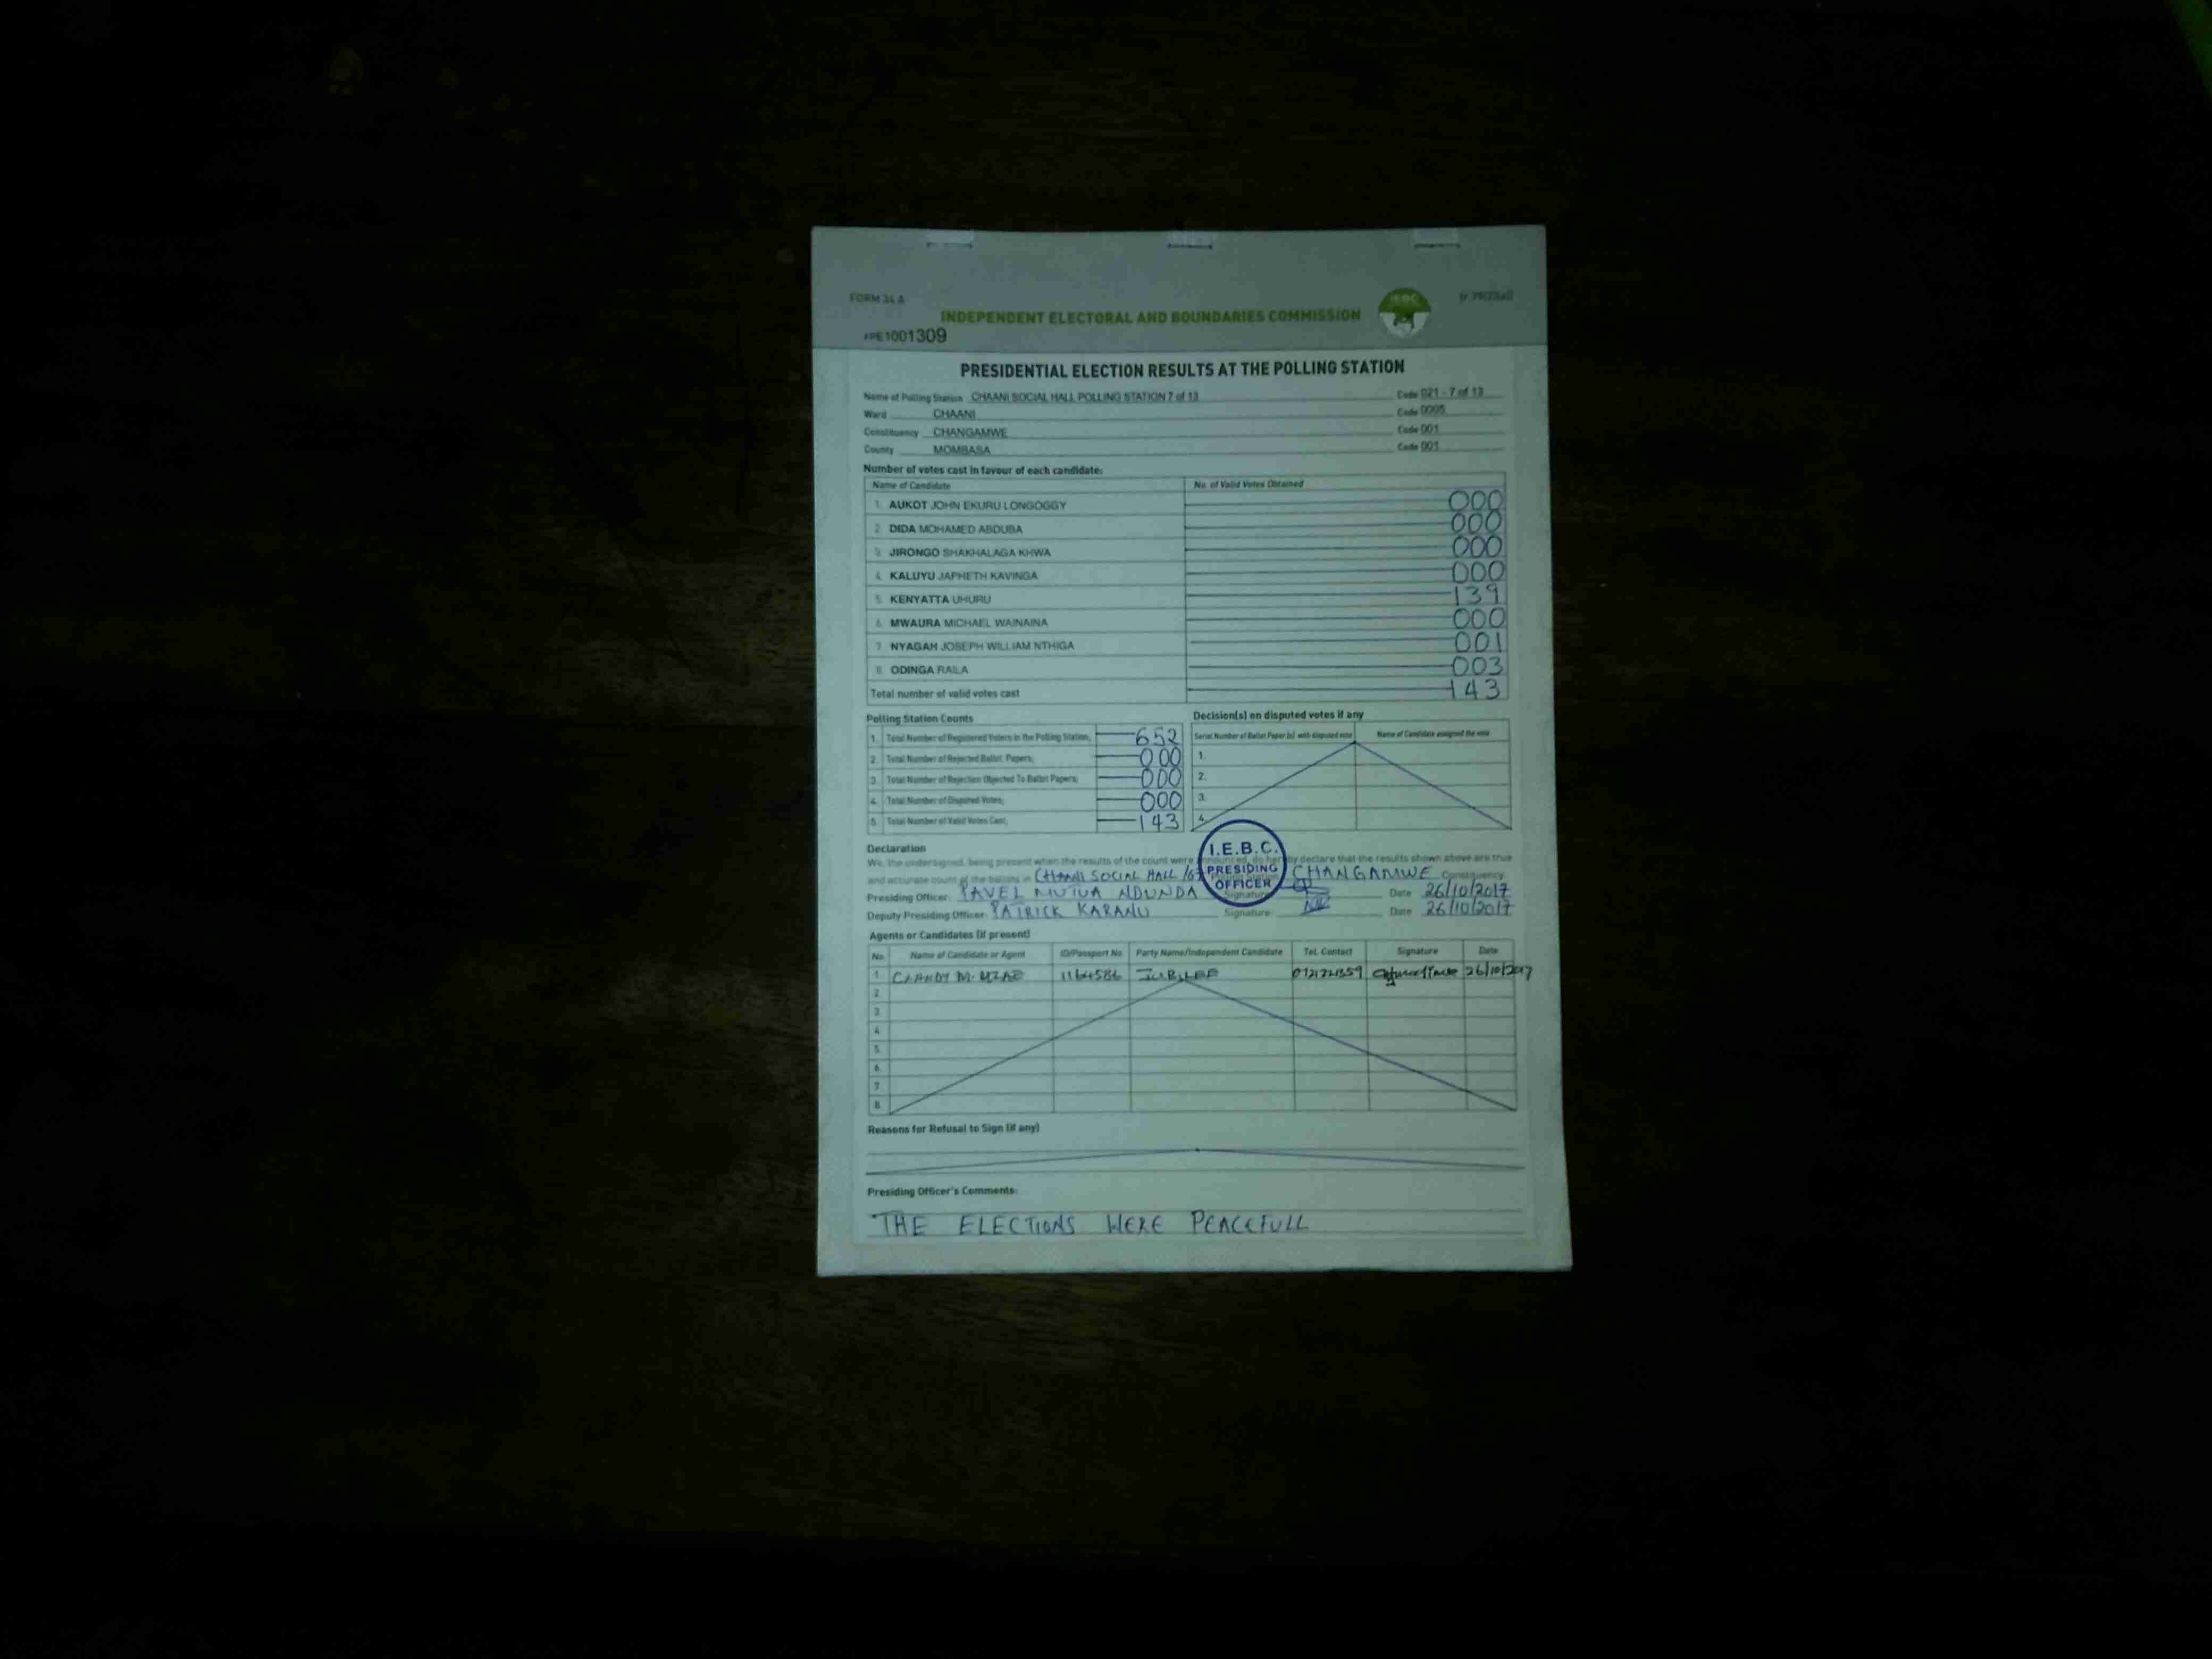 FORM 34 A
INDEPENDENT ELECTORAL AND BOUNDARIES COMMISSION
IEBC
1001309
PRESIDENTIAL ELECTION RESULTS AT THE POLLING STATION
Name of Polling Station CHAANI SOCIAL HALL POLLING STATION 7 of 13 Code 021 - 7 of 13
Ward CHAANI Code 0005
Constituency CHANGAMWE Code 001
County MOMBASA Code 001
Number of votes cast in favour of each candidate:
Name of Candidate No. of Valid Votes Obtained
1. AUKOT JOHN EKURU LONGOGGY 000
2. DIDA MOHAMED ABDUBA 000
3. JIRONGO SHAKHALAGA KHWA 000
4. KALUYU JAPHETH KAVINGA 000
5. KENYATTA UHURU 139
6. MWAURA MICHAEL WAINAINA 000
7. NYAGAH JOSEPH WILLIAM NTHIGA 001
8. ODINGA RAILA 003
Total number of valid votes cast 143
Polling Station Counts
1. Total Number of Registered Voters in the Polling Station; 652
2. Total Number of Rejected Ballot Papers; 000
3. Total Number of Rejection Objected To Ballot Papers; 000
4. Total Number of Disputed Votes; 000
5. Total Number of Valid Votes Cast; 143
Decision(s) on disputed votes if any
Serial Number of Ballot Paper (s) with disputed vote Name of Candidate assigned the vote
1.
2.
3.
4.
I.E.B.C.
PRESIDING
OFFICER
Declaration
We, the undersigned, being present when the results of the count were announced, do hereby declare that the results shown above are true
and accurate count of the ballots in CHAANI SOCIAL HALL CHANGAMWE Constituency
Presiding Officer: PAVEL MUTUA NDUNDA Signature Date 26/10/2017
Deputy Presiding Officer: PATRICK KARANU Signature Date 26/10/2017
Agents or Candidates (if present)
No. Name of Candidate or Agent ID/Passport No Party Name/Independent Candidate Tel. Contact Signature Date
1. JUBILEE 26/10/2017
2.
3.
4.
5.
6.
7.
8.
Reasons for Refusal to Sign (if any)
Presiding Officer's Comments:
THE ELECTIONS WERE PEACEFULL